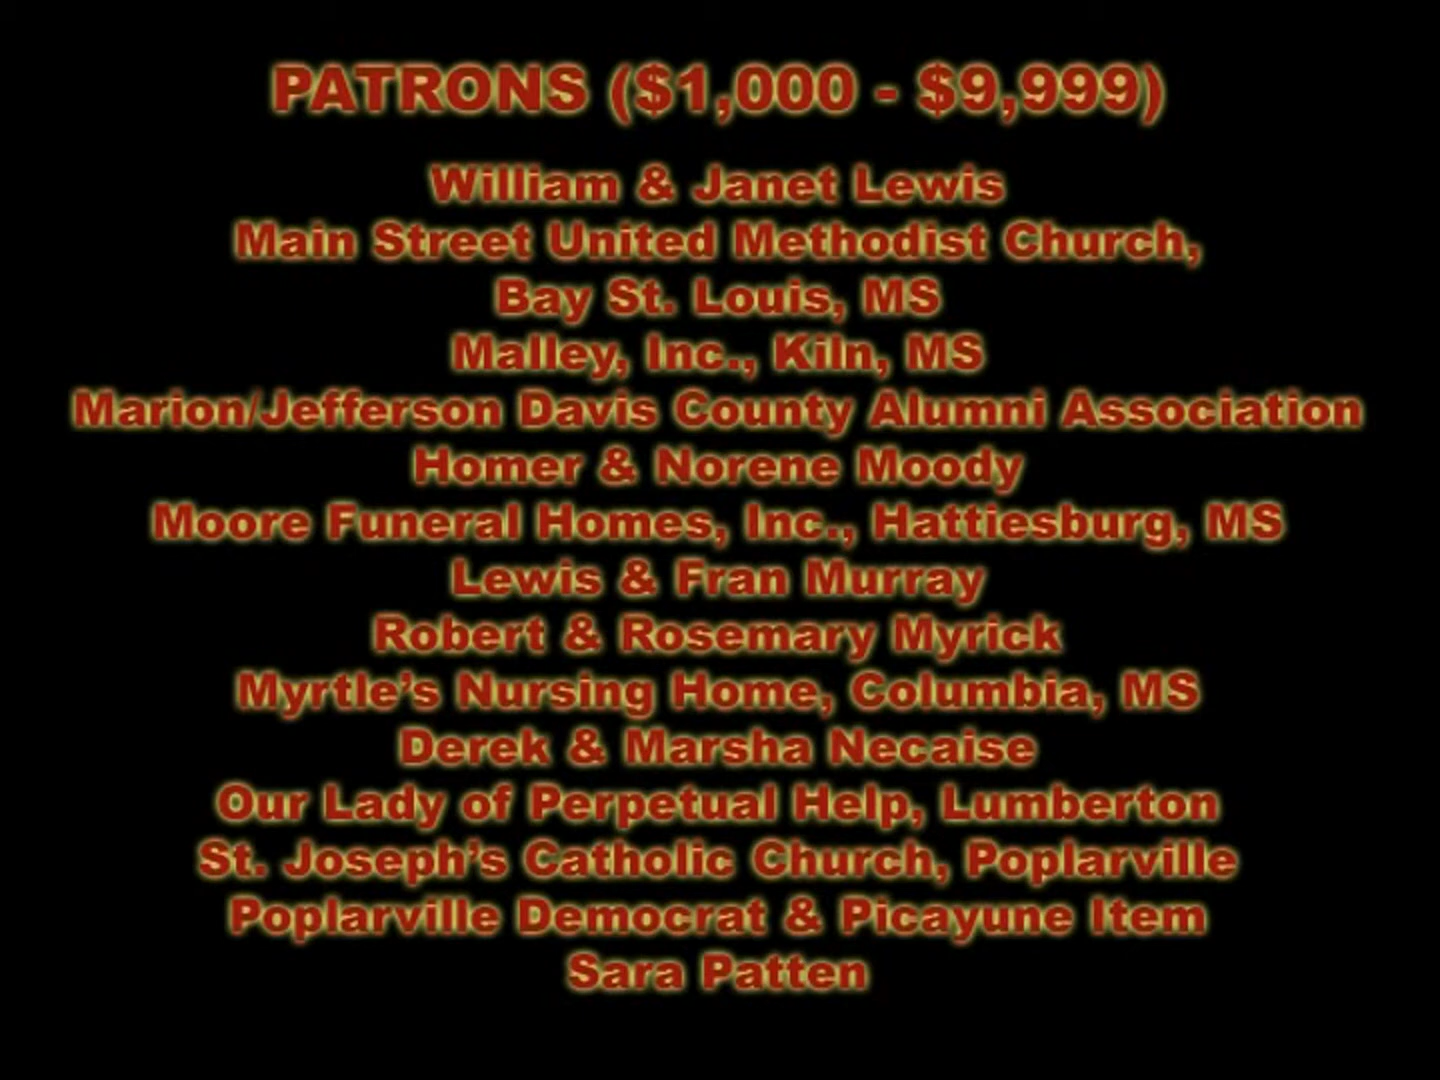 PATRONS ($1,000 - $9,999)
William & Janet Lewis
Main Street United Methodist Church,
Bay St. Louis, MS
Malley, Inc., Kiln, MS
Marion/Jefferson Davis County Alumni Association
Homer & Norene Moody
Moore Funeral Homes, Inc., Hattiesburg, MS
Lewis & Fran Murray
Robert & Rosemary Myrick
Myrtle’s Nursing Home, Columbia, MS
Derek & Marsha Necaise
Our Lady of Perpetual Help, Lumberton
St. Joseph’s Catholic Church, Poplarville
Poplarville Democrat & Picayune Item
Sara Patten